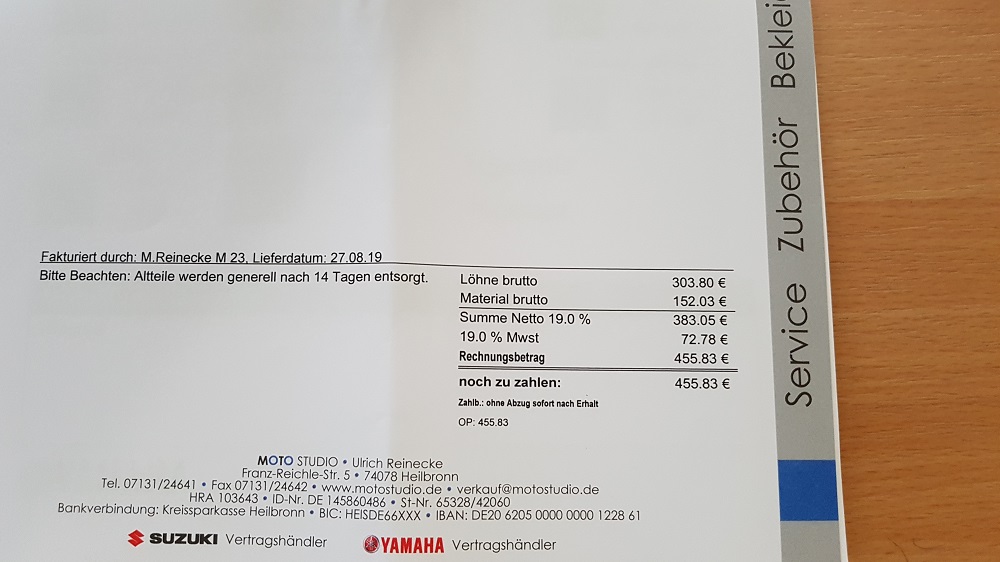 Fakturiert durch: M.Reinecke M 23, Lieferdatum: 27.08.19
Bitte Beachten: Altteile werden generell nach 14 Tagen entsorgt.
Löhne brutto 303.80 €
Material brutto 152.03 €
Summe Netto 19.0 % 383.05 €
19.0 % Mwst 72.78 €
Rechnungsbetrag 455.83 €
noch zu zahlen: 455.83 €
Zahlb.: ohne Abzug sofort nach Erhalt
OP: 455.83
MOTO STUDIO • Ulrich Reinecke
Franz-Reichle-Str. 5 • 74078 Heilbronn
Tel. 07131/24641 • Fax 07131/24642 • www.motostudio.de • verkauf@motostudio.de
HRA 103643 • ID-Nr. DE 145860486 • St-Nr. 65328/42060
Bankverbindung: Kreissparkasse Heilbronn • BIC: HEISDE66XXX • IBAN: DE20 6205 0000 0000 1228 61
SUZUKI Vertragshändler YAMAHA Vertragshändler
Service Zubehör Beklei